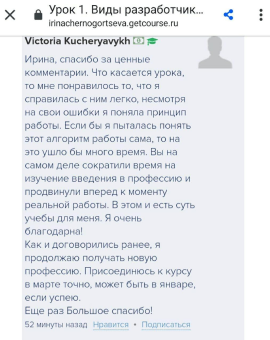 Урок 1. Виды разработчик...
irinachernogortseva.getcourse.ru
Victoria Kucheryavykh
Ирина, спасибо за ценные
комментарии. Что касается урока,
то мне понравилось то, что я
справилась с ним легко, несмотря
на свои ошибки я поняла принцип
работы. Если бы я пыталась понять
этот алгоритм работы сама, то на
это ушло бы много время. Вы на
самом деле сократили время на
изучение введения в профессию и
продвинули вперед к моменту
реальной работы. В этом и есть суть
учебы для меня. Я очень
благодарна!
Как и договорились ранее, я
продолжаю получать новую
профессию. Присоединюсь к курсу
в марте точно, может быть в январе,
если успею.
Еще раз Большое спасибо!
52 минуты назад Нравится • Подписаться